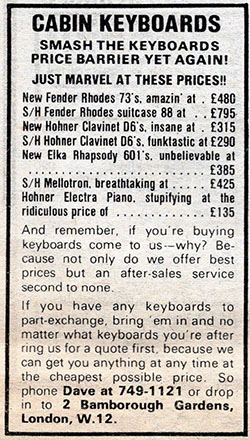 CABIN KEYBOARDS
SMASH THE KEYBOARDS
PRICE BARRIER YET AGAIN!
JUST MARVEL AT THESE PRICES!!
New Fender Rhodes 73's, amazin' at . £480
S/H Fender Rhodes suitcase 88 at . . £795
New Hohner Clavinet D6's, insane at . £315
S/H Hohner Clavinet D6's, funktastic at £290
New Elka Rhapsody 601's, unbelievable at
. . . . . . . . . . . . . . . . . . . . £385
S/H Mellotron, breathtaking at . . . . . £425
Hohner Electra Piano, stupifying at the
ridiculous price of . . . . . . . . . £135
And remember, if you're buying
keyboards come to us--why? Be-
cause not only do we offer best
prices but an after-sales service
second to none.
If you have any keyboards to
part-exchange, bring 'em in and no
matter what keyboards you're after
ring us for a quote first, because we
can get you anything at any time
at the cheapest possible price. So
phone Dave at 749-1121 or drop
in to 2 Bamborough Gardens,
London, W.12.